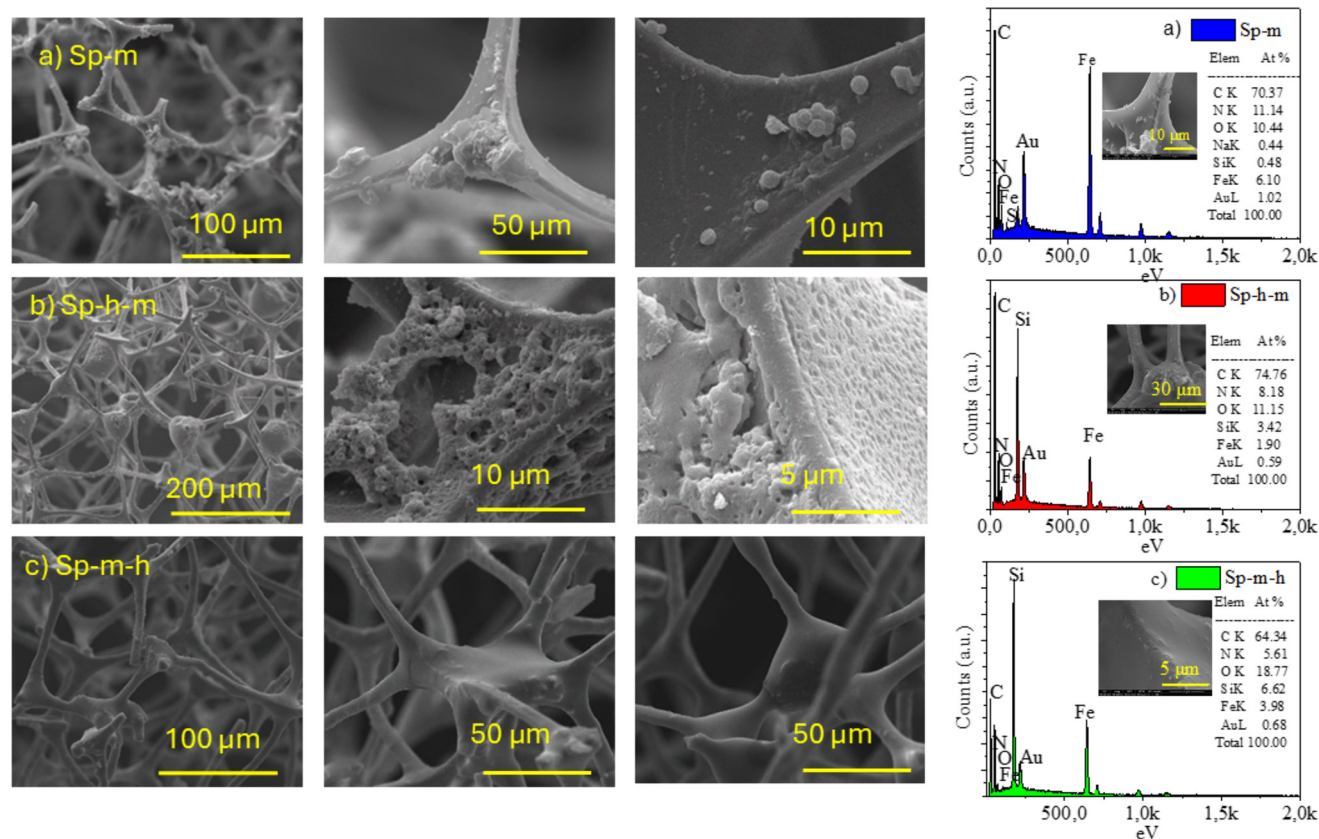 a) Sp-m
100 µm
50 µm
10 µm
b) Sp-h-m
200 µm
10 µm
5 µm
c) Sp-m-h
100 µm
50 µm
50 µm
a) Sp-m
Counts (a.u.)
C
N
O
Fe
S
Au
Fe
10 µm
Elem At %
C K 70.37
N K 11.14
O K 10.44
NaK 0.44
SiK 0.48
FeK 6.10
AuL 1.02
Total 100.00
0,0 500,0 1,0k 1,5k 2,0k
eV
b) Sp-h-m
Counts (a.u.)
C
N
O
Fe
Si
Au
Fe
30 µm
Elem At %
C K 74.76
N K 8.18
O K 11.15
SiK 3.42
FeK 1.90
AuL 0.59
Total 100.00
0,0 500,0 1,0k 1,5k 2,0k
eV
c) Sp-m-h
Counts (a.u.)
C
N
O
Fe
Si
Au
Fe
5 µm
Elem At %
C K 64.34
N K 5.61
O K 18.77
SiK 6.62
FeK 3.98
AuL 0.68
Total 100.00
500,0 1,0k 1,5k 2,0k
eV